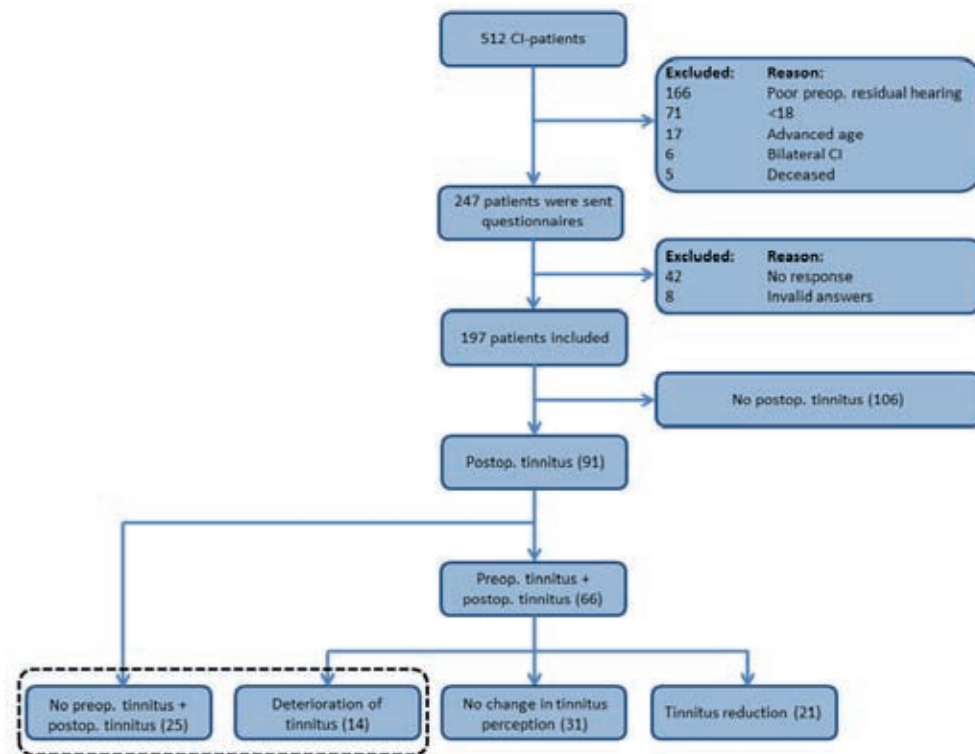 512 CI-patients
Excluded: Reason:
166 Poor preop. residual hearing
71 <18
17 Advanced age
6 Bilateral CI
5 Deceased
247 patients were sent
questionnaires
Excluded: Reason:
42 No response
8 Invalid answers
197 patients included
No postop. tinnitus (106)
Postop. tinnitus (91)
Preop. tinnitus +
postop. tinnitus (66)
No preop. tinnitus +
postop. tinnitus (25)
Deterioration of
tinnitus (14)
No change in tinnitus
perception (31)
Tinnitus reduction (21)